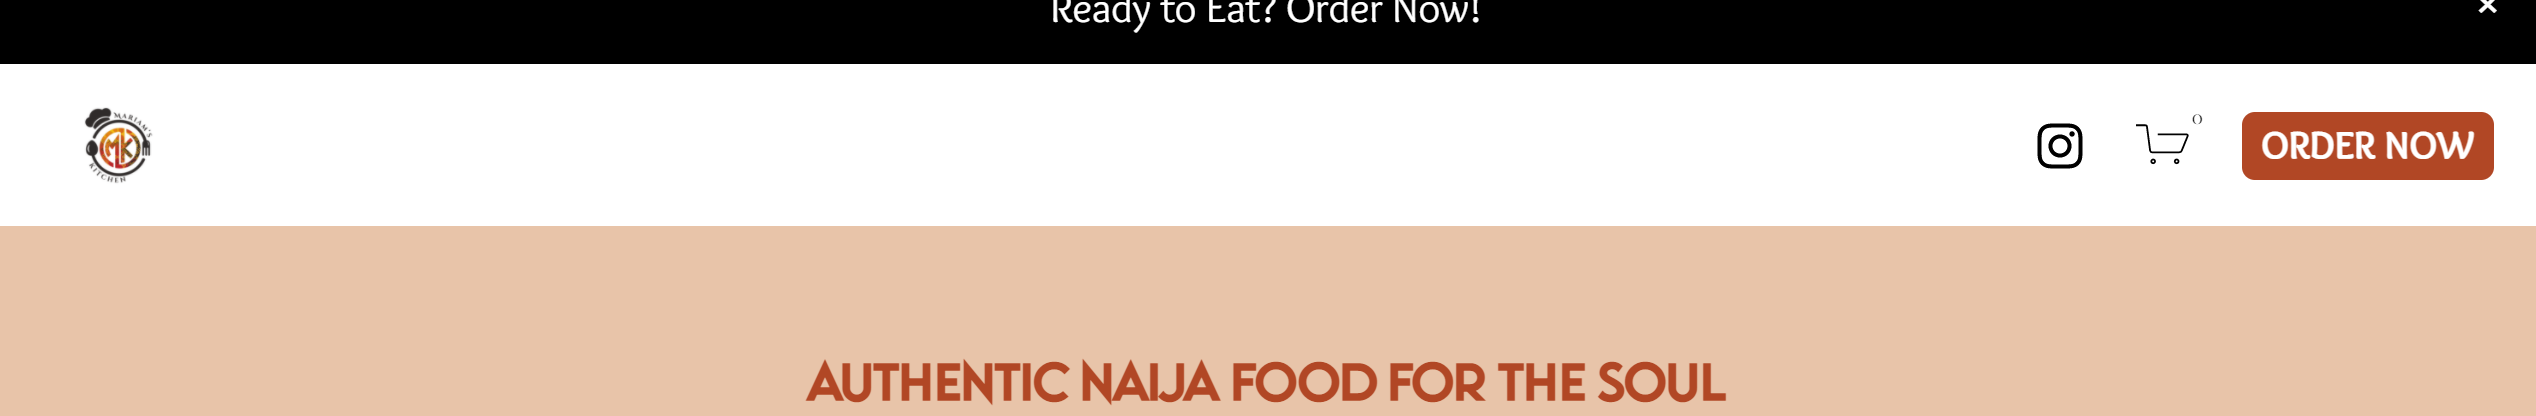 Ready to Eat? Order Now!
MARIAM'S
MK
KITCHEN
0
ORDER NOW
AUTHENTIC NAIJA FOOD FOR THE SOUL